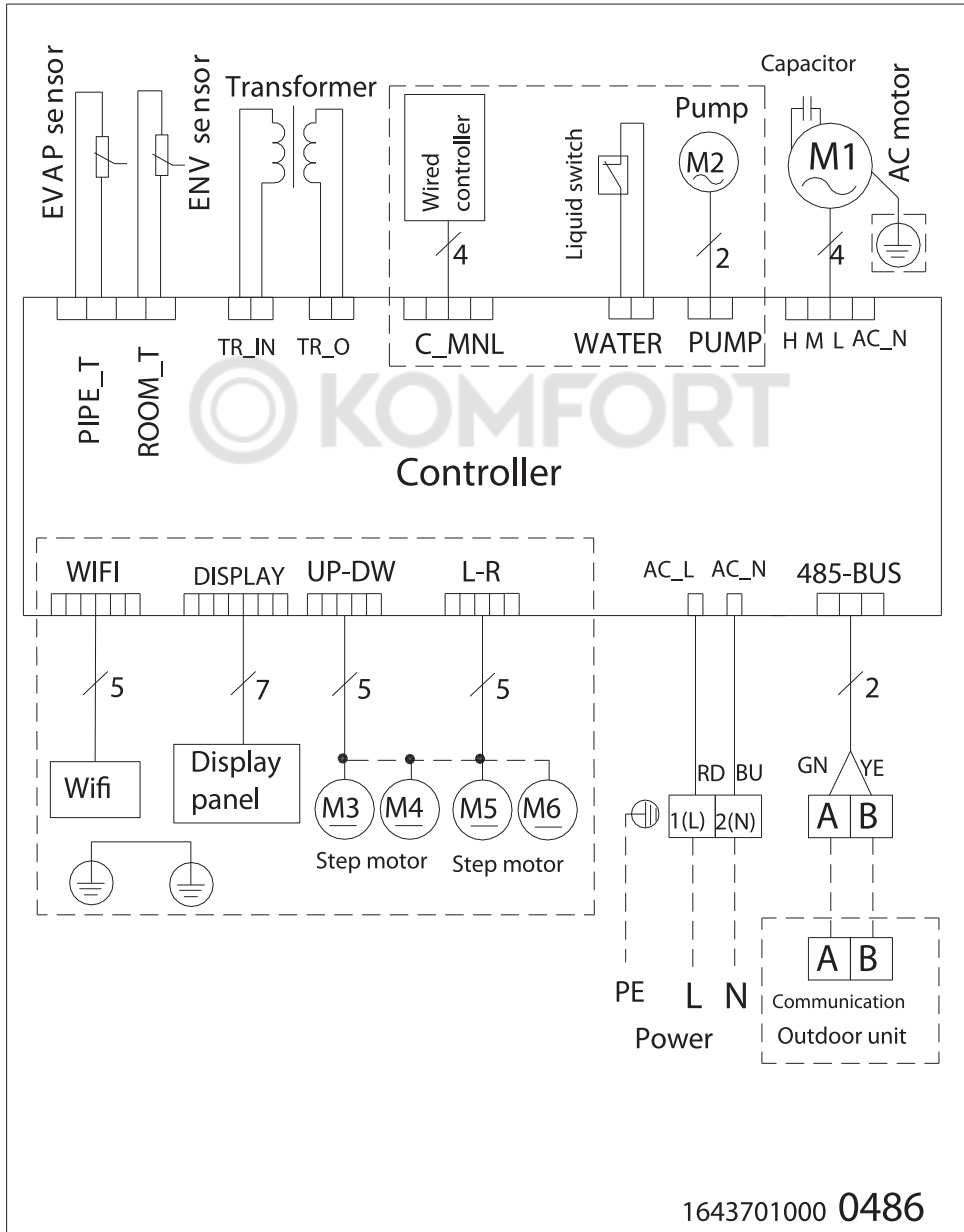 EVAP sensor
ENV sensor
Transformer
Wired
controller
Liquid switch
Pump
M2
Capacitor
M1
AC motor
4
2
4
PIPE_T
ROOM_T
TR_IN
TR_O
C_MNL
WATER
PUMP
H M L AC_N
KOMFORT
Controller
WIFI
DISPLAY
UP-DW
L-R
AC_L
AC_N
485-BUS
5
7
5
5
2
Wifi
Display
panel
M3
M4
M5
M6
Step motor
Step motor
RD
BU
1(L)
2(N)
GN
YE
A B
PE
L
N
Power
A B
Communication
Outdoor unit
1643701000 0486